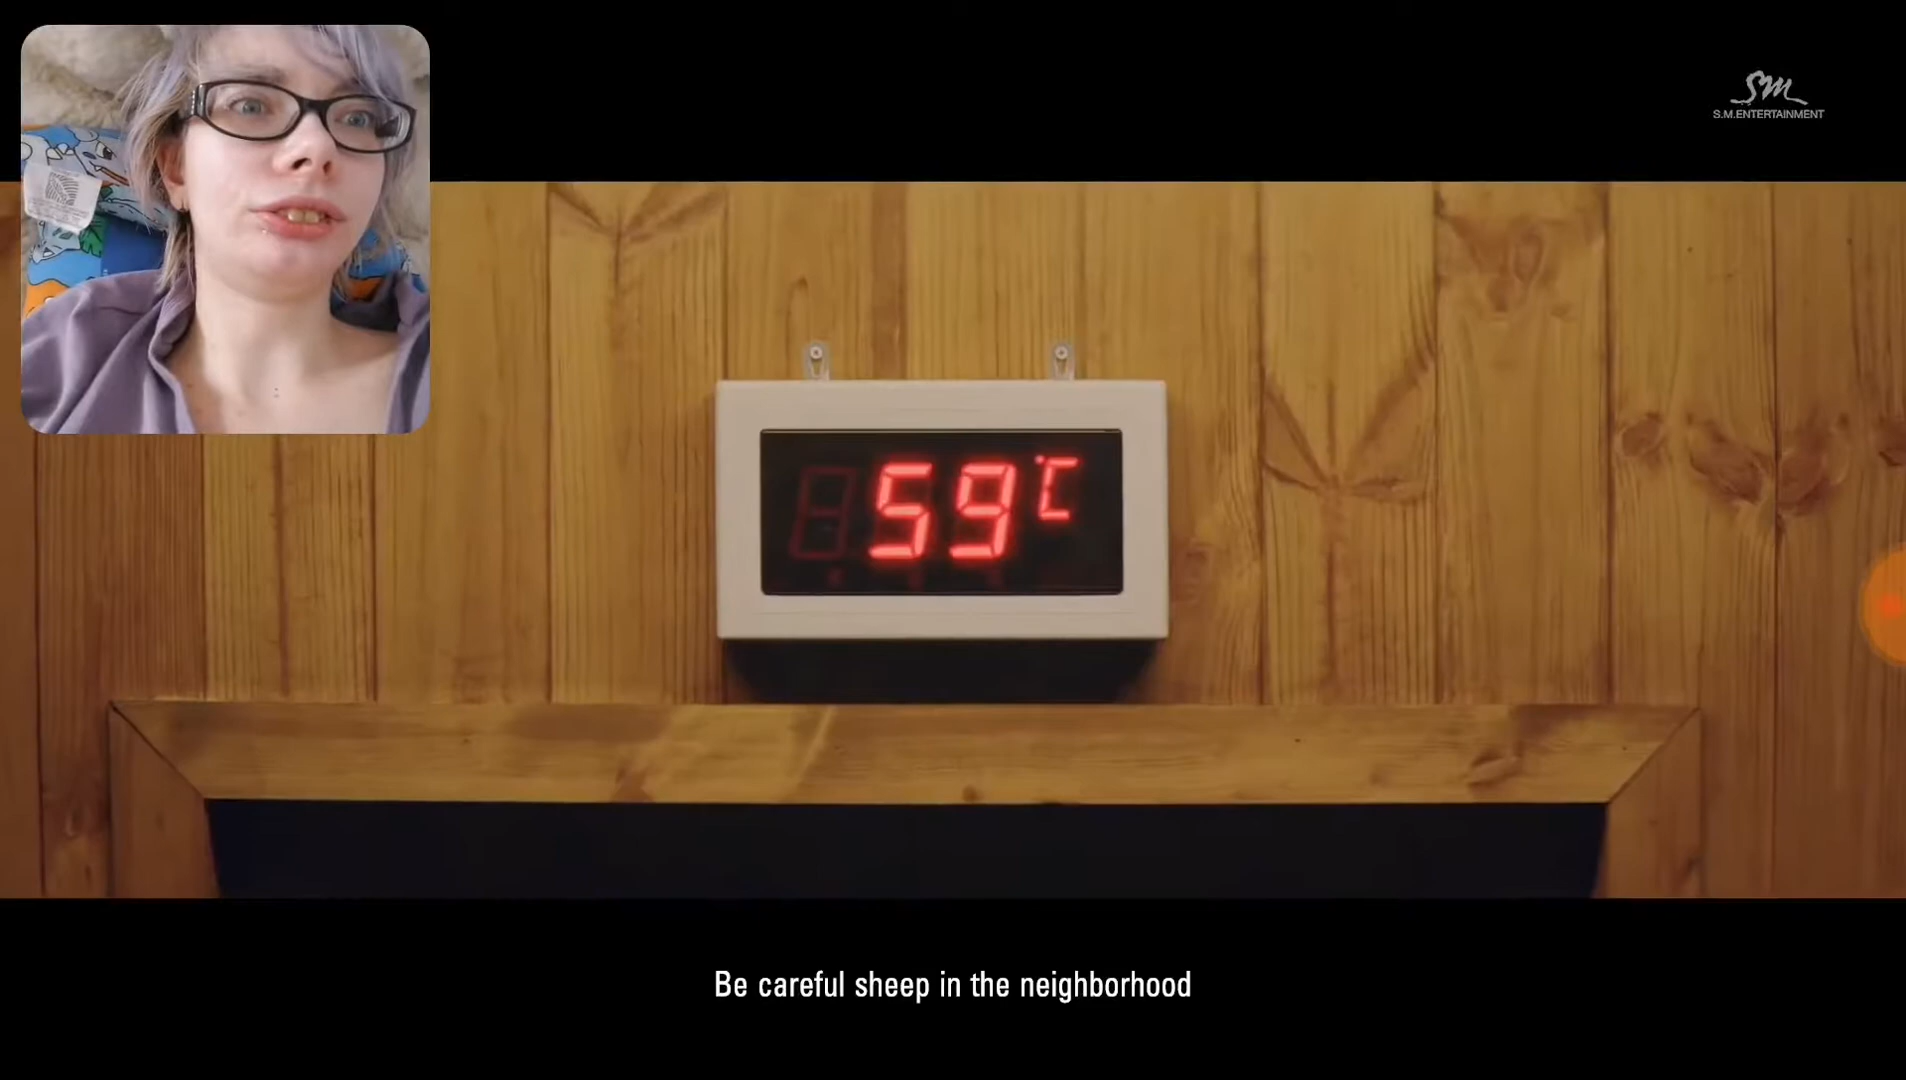 SM
S.M.ENTERTAINMENT
59°C
Be careful sheep in the neighborhood